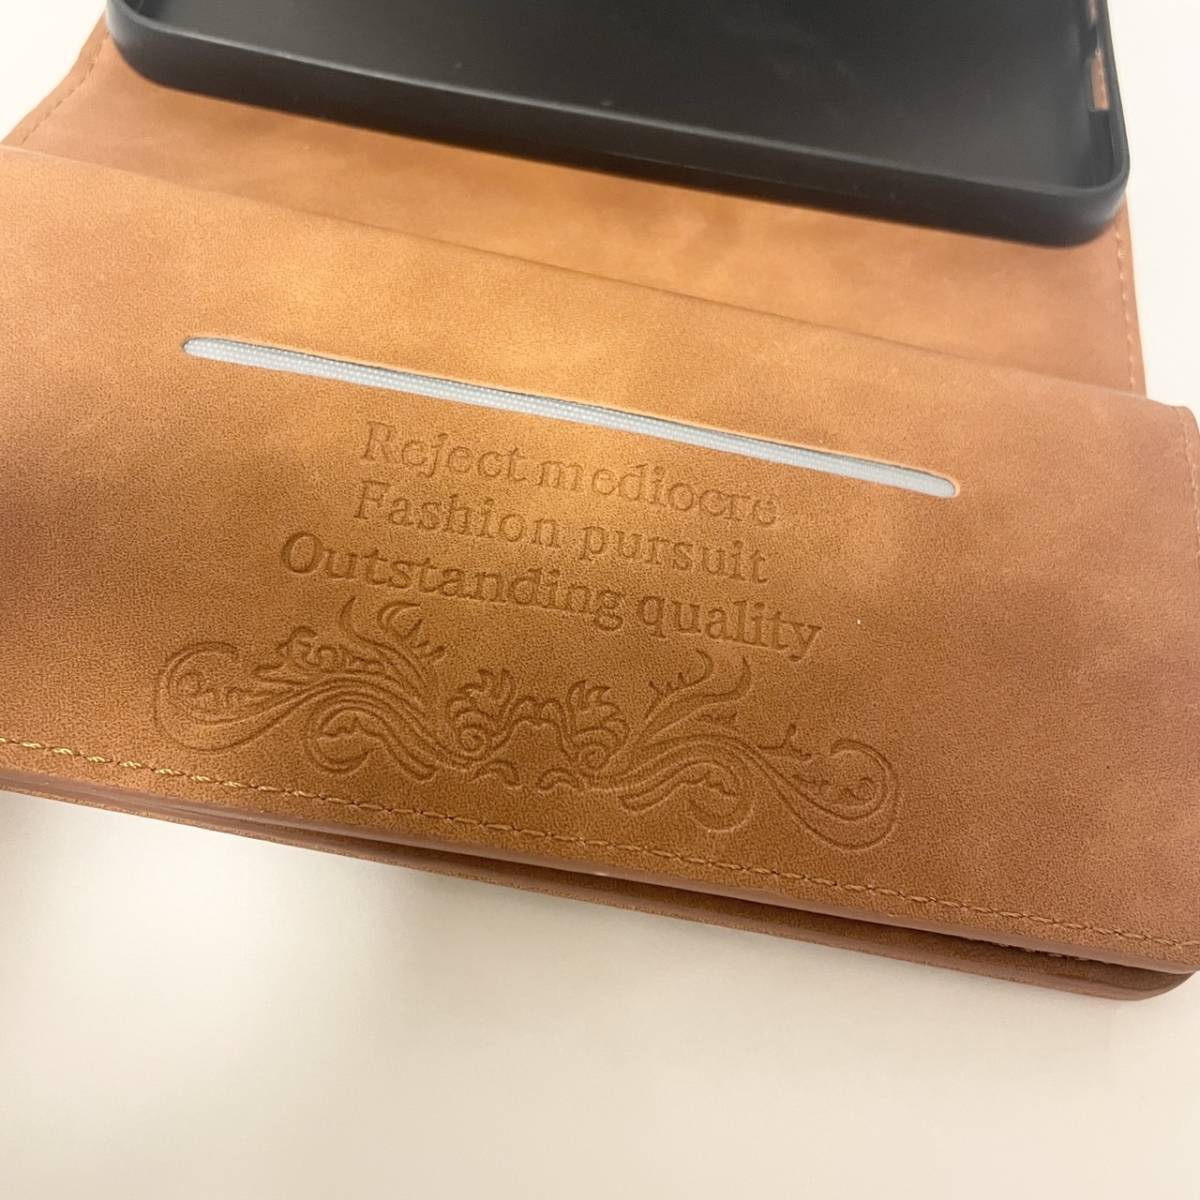 Reject mediocre
Fashion pursuit
Outstanding quality